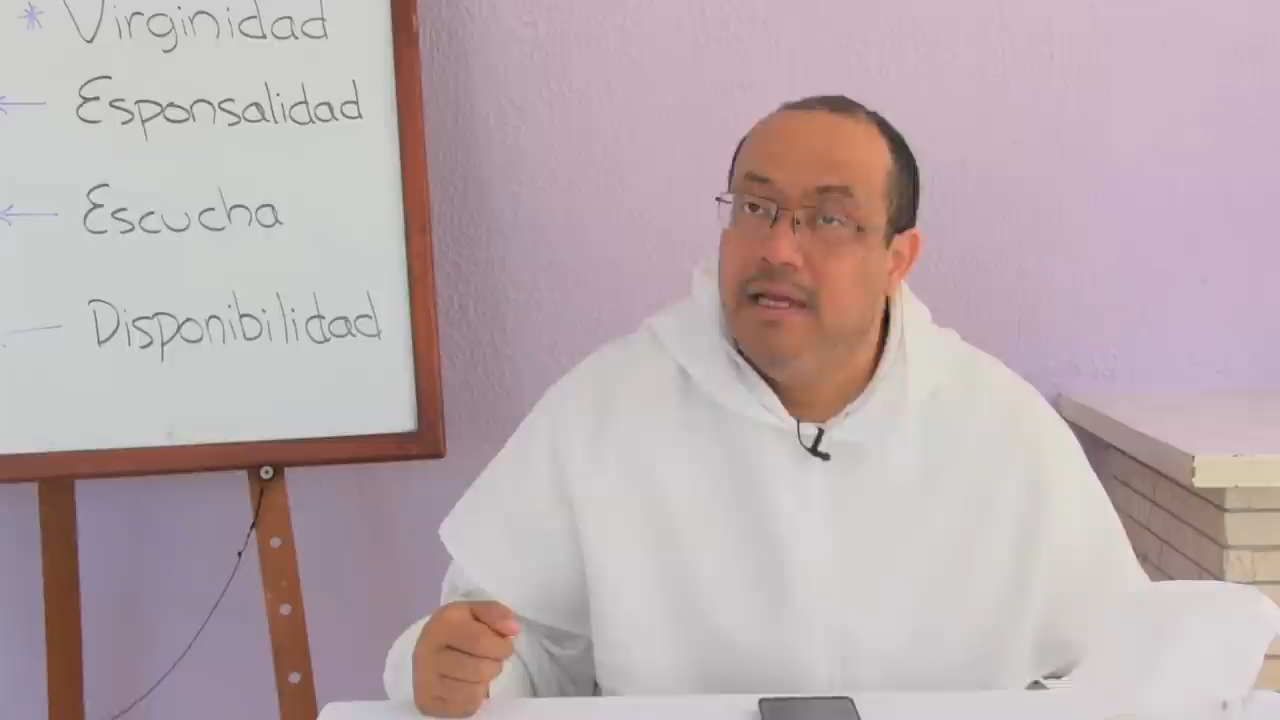 * Virginidad
← Esponsalidad
← Escucha
Disponibilidad